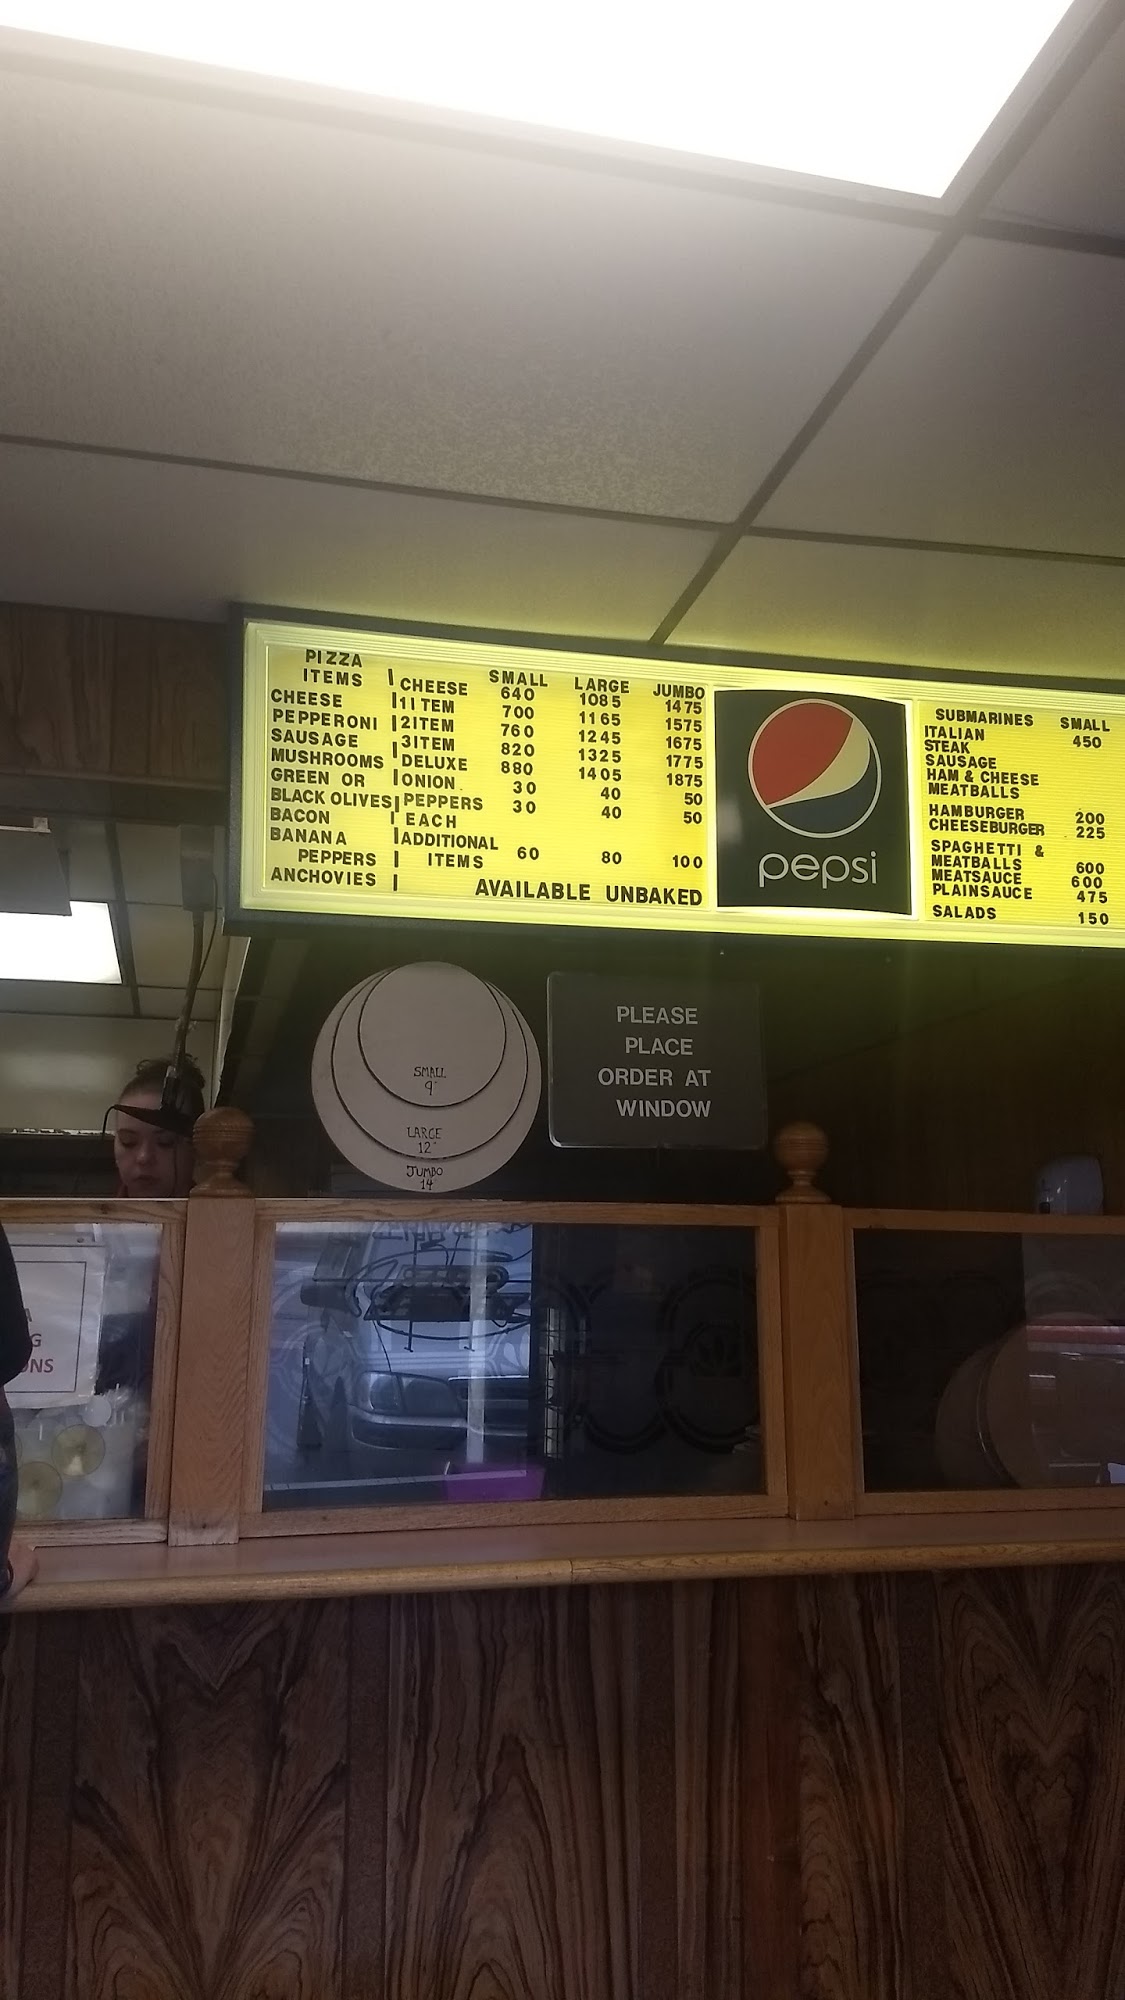 PIZZA
ITEMS
CHEESE
PEPPERONI
SAUSAGE
MUSHROOMS
GREEN OR
BLACK OLIVES
BACON
BANANA
PEPPERS
ANCHOVIES
SMALL LARGE JUMBO
CHEESE 640 1085 1475
1 ITEM 700 1165 1575
2 ITEM 760 1245 1675
3 ITEM 820 1325 1775
DELUXE 880 1405 1875
ONION 30 40 50
PEPPERS 30 40 50
EACH
ADDITIONAL
ITEMS 60 80 100
AVAILABLE UNBAKED
pepsi
SUBMARINES SMALL
ITALIAN 450
STEAK
SAUSAGE
HAM & CHEESE
MEATBALLS
HAMBURGER 200
CHEESEBURGER 225
SPAGHETTI &
MEATBALLS 600
MEATSAUCE 600
PLAINSAUCE 475
SALADS 150
SMALL
9"
LARGE
12"
JUMBO
14"
PLEASE
PLACE
ORDER AT
WINDOW